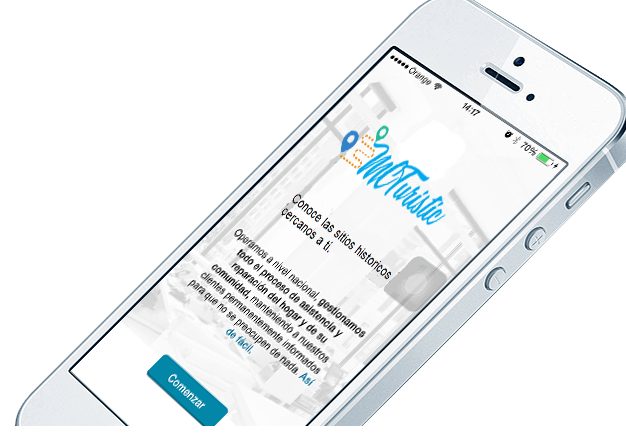 Orange 14:17 70%
MiTuristic
Conoce las sitios historicos
cercanos a ti.
Operamos a nivel nacional, gestionamos
todo el proceso de asistencia y
reparación del hogar y de su
comunidad, manteniendo a nuestros
clientes permanentemente informados
para que no se preocupen de nada. Así
de fácil.
Comenzar